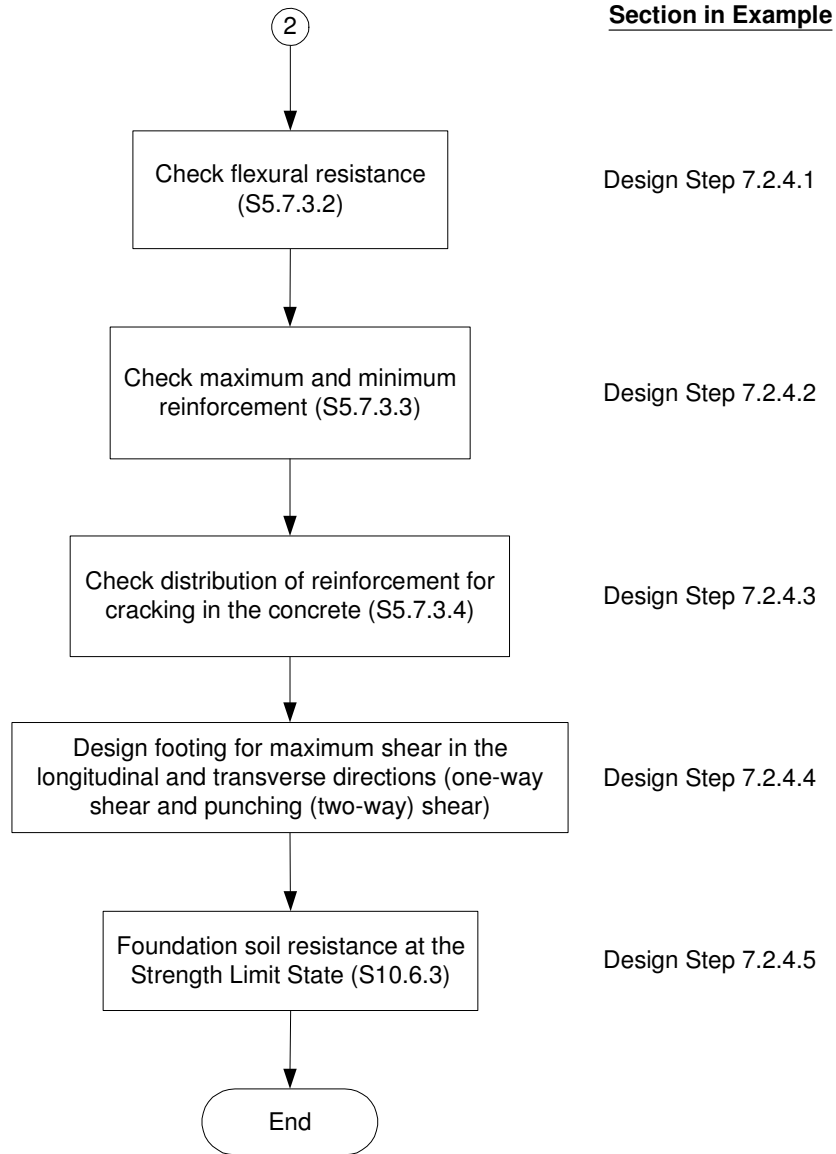 Section in Example
2
Check flexural resistance
(S5.7.3.2)
Design Step 7.2.4.1
Check maximum and minimum
reinforcement (S5.7.3.3)
Design Step 7.2.4.2
Check distribution of reinforcement for
cracking in the concrete (S5.7.3.4)
Design Step 7.2.4.3
Design footing for maximum shear in the
longitudinal and transverse directions (one-way
shear and punching (two-way) shear)
Design Step 7.2.4.4
Foundation soil resistance at the
Strength Limit State (S10.6.3)
Design Step 7.2.4.5
End